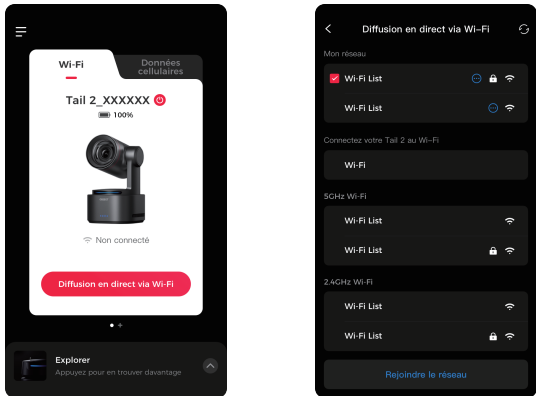 Wi-Fi
Données
cellulaires
Tail 2_XXXXXX
100%
Non connecté
Diffusion en direct via Wi-Fi
Explorer
Appuyez pour en trouver davantage
Diffusion en direct via Wi-Fi
Mon réseau
Wi-Fi List
Wi-Fi List
Connectez votre Tail 2 au Wi-Fi
Wi-Fi
5GHz Wi-Fi
Wi-Fi List
Wi-Fi List
2.4GHz Wi-Fi
Wi-Fi List
Wi-Fi List
Rejoindre le réseau